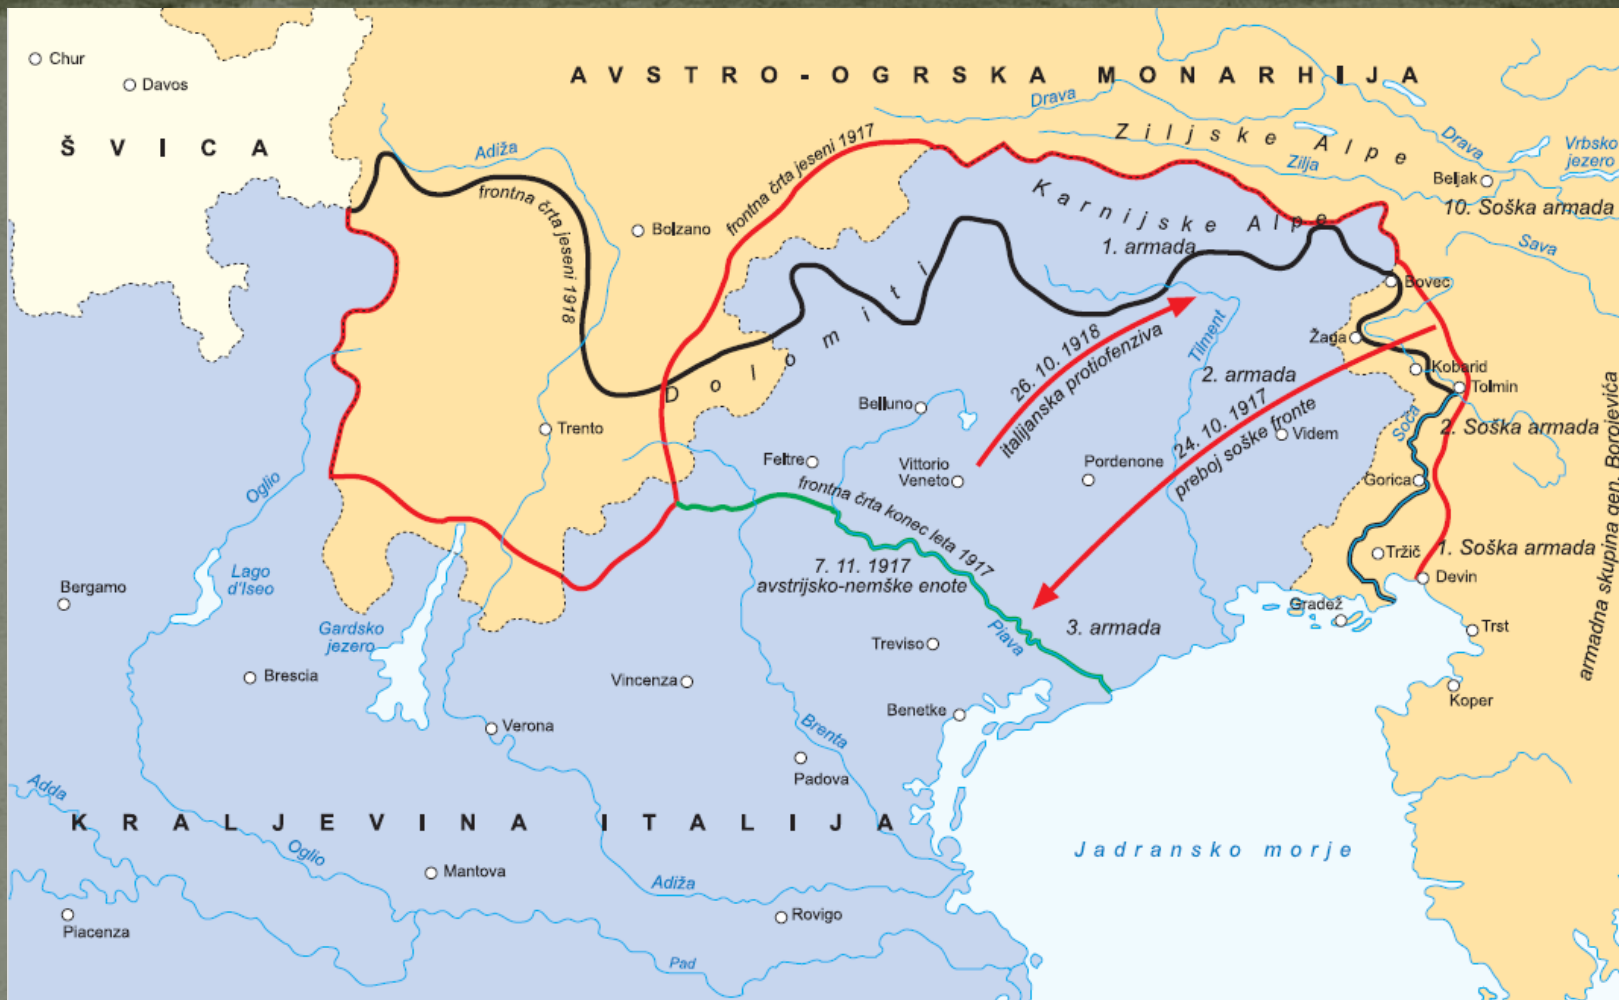 Chur
Davos
ŠVICA
AVSTRO-OGRSKA MONARHIJA
Drava
Ziljske Alpe
Zilja
Drava
Vrbsko
jezero
Beljak
10. Soška armada
Sava
Adiža
frontna črta jeseni 1918
frontna črta jeseni 1917
Bolzano
Karnijske Alpe
1. armada
Dolomiti
Bovec
Žaga
Kobarid
Tolmin
Tilment
26. 10. 1918
italijanska protiofenziva
2. armada
24. 10. 1917
preboj soške fronte
Belluno
Trento
Feltre
Vittorio
Veneto
Pordenone
Videm
Soča
2. Soška armada
Gorica
armadna skupina gen. Borojevića
Oglio
frontna črta konec leta 1917
7. 11. 1917
avstrijsko-nemške enote
Tržič
1. Soška armada
Devin
Bergamo
Lago
d'Iseo
Gardsko
jezero
Gradež
Trst
Piava
3. armada
Treviso
Brescia
Vincenza
Koper
Benetke
Verona
Brenta
Padova
Adda
KRALJEVINA ITALIJA
Oglio
Jadransko morje
Mantova
Adiža
Rovigo
Piacenza
Pad